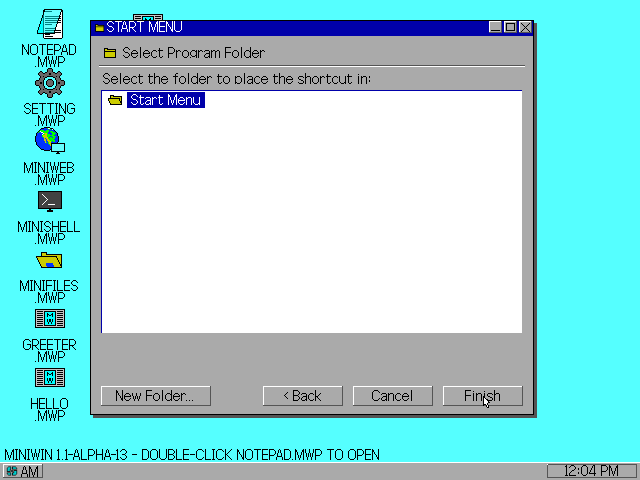 START MENU
Select Program Folder
Select the folder to place the shortcut in:
Start Menu
NOTEPAD
.MWP
SETTING
.MWP
MINIWEB
.MWP
MINISHELL
.MWP
MINIFILES
.MWP
MW
GREETER
.MWP
MW
HELLO
.MWP
New Folder...
< Back
Cancel
Finish
MINIWIN 1.1-ALPHA-13 - DOUBLE-CLICK NOTEPAD.MWP TO OPEN
AM
12:04 PM